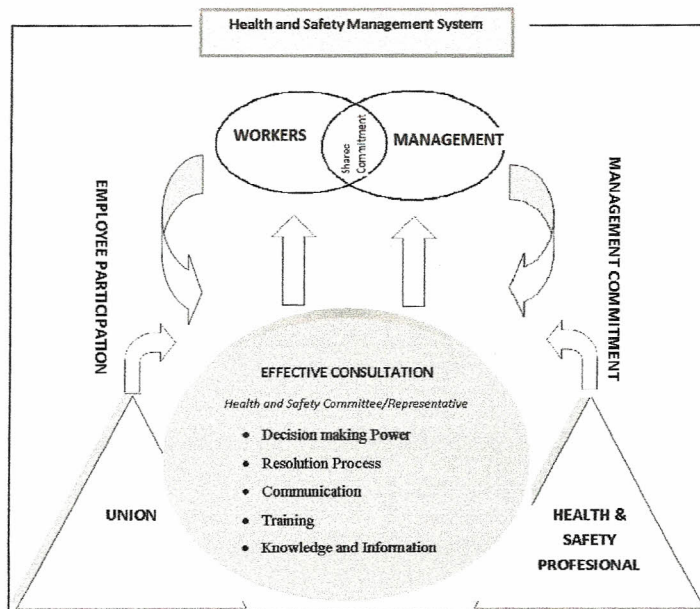 Health and Safety Management System
WORKERS
Shared
Commitment
MANAGEMENT
EMPLOYEE PARTICIPATION
MANAGEMENT COMMITMENT
EFFECTIVE CONSULTATION
Health and Safety Committee/Representative
• Decision making Power
• Resolution Process
• Communication
• Training
• Knowledge and Information
UNION
HEALTH &
SAFETY
PROFESIONAL